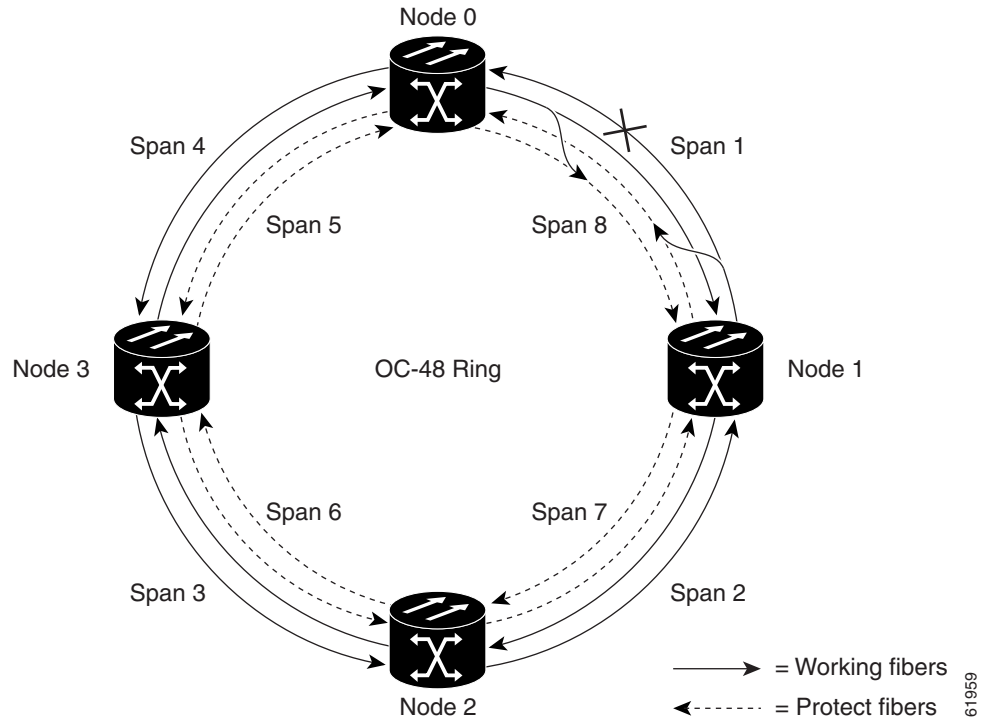 Node 0
Span 4
Span 1
Span 5
Span 8
Node 3
OC-48 Ring
Node 1
Span 6
Span 7
Span 3
Span 2
= Working fibers
Node 2
= Protect fibers
61959